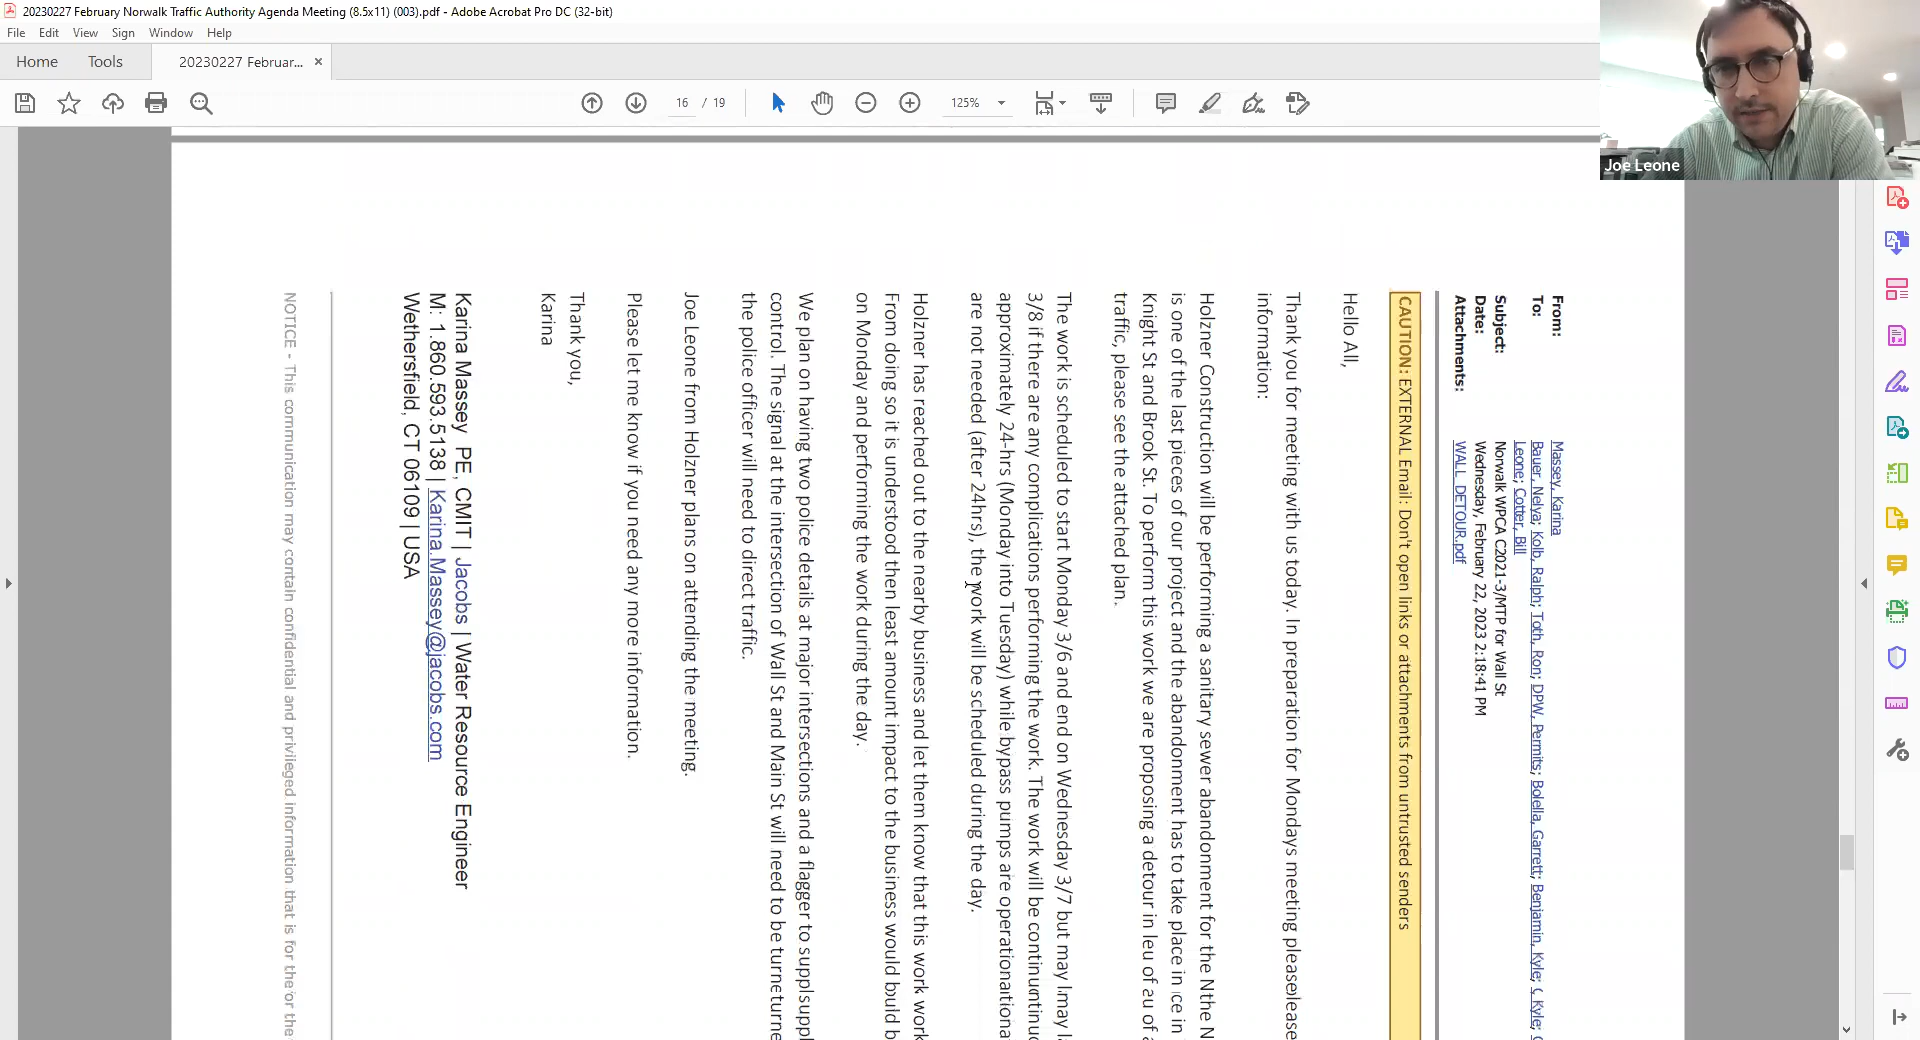 20230227 February Norwalk Traffic Authority Agenda Meeting (8.5x11) (003).pdf - Adobe Acrobat Pro DC (32-bit)
File Edit View Sign Window Help
Home Tools 20230227 Februar... ×
16 / 19 125%
Joe Leone
From: Massey, Karina
To: Bauer, Nelya; Kolb, Ralph; Toth, Ron; DPW, Permits; Bolella, Garrett; Benjamin, Kyle;
Leone; Cotter, Bill
Subject: Norwalk WPCA C2021-3/MTP for Wall St
Date: Wednesday, February 22, 2023 2:18:41 PM
Attachments: WALL DETOUR.pdf
CAUTION: EXTERNAL Email: Don't open links or attachments from untrusted senders
Hello All,
Thank you for meeting with us today. In preparation for Mondays meeting
information:
Holzner Construction will be performing a sanitary sewer abandonment for the
is one of the last pieces of our project and the abandonment has to take place in
Knight St and Brook St. To perform this work we are proposing a detour in leu of
traffic, please see the attached plan.
The work is scheduled to start Monday 3/6 and end on Wednesday 3/7 but may
3/8 if there are any complications performing the work. The work will be
approximately 24-hrs (Monday into Tuesday) while bypass pumps are
are not needed (after 24hrs), the work will be scheduled during the day.
Holzner has reached out to the nearby business and let them know that this work
From doing so it is understood then least amount impact to the business would
on Monday and performing the work during the day.
We plan on having two police details at major intersections and a flagger to
control. The signal at the intersection of Wall St and Main St will need to be
the police officer will need to direct traffic.
Joe Leone from Holzner plans on attending the meeting.
Please let me know if you need any more information.
Thank you,
Karina
Karina Massey PE, CMIT | Jacobs | Water Resource Engineer
M: 1.860.593.5138 | Karina.Massey@jacobs.com
Wethersfield, CT 06109 | USA
NOTICE - This communication may contain confidential and privileged information that is for the